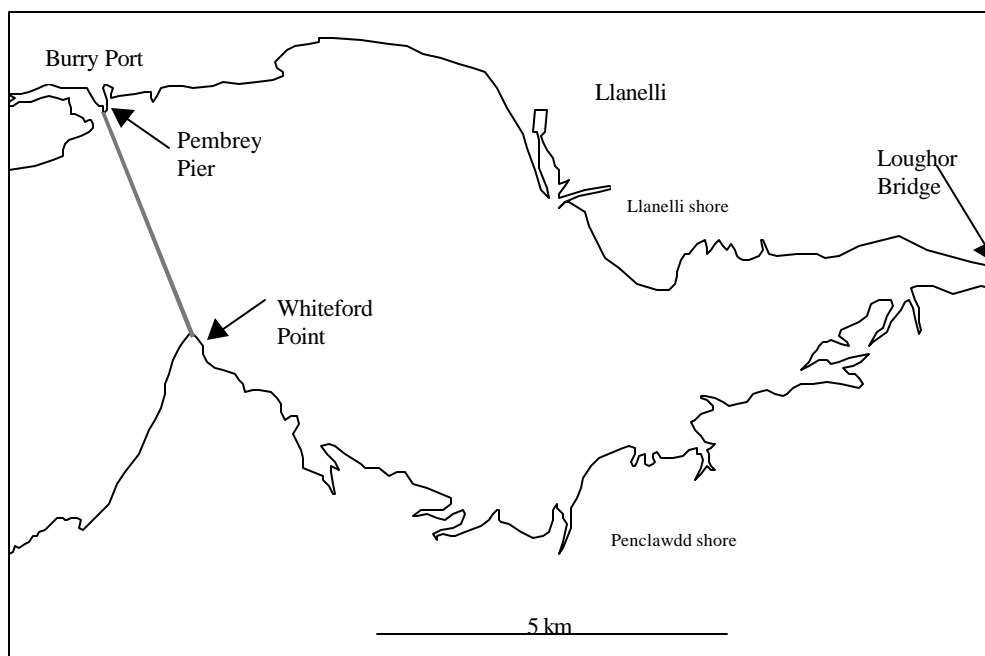 Burry Port
Llanelli
Pembrey
Pier
Loughor
Bridge
Llanelli shore
Whiteford
Point
Penclawdd shore
5 km